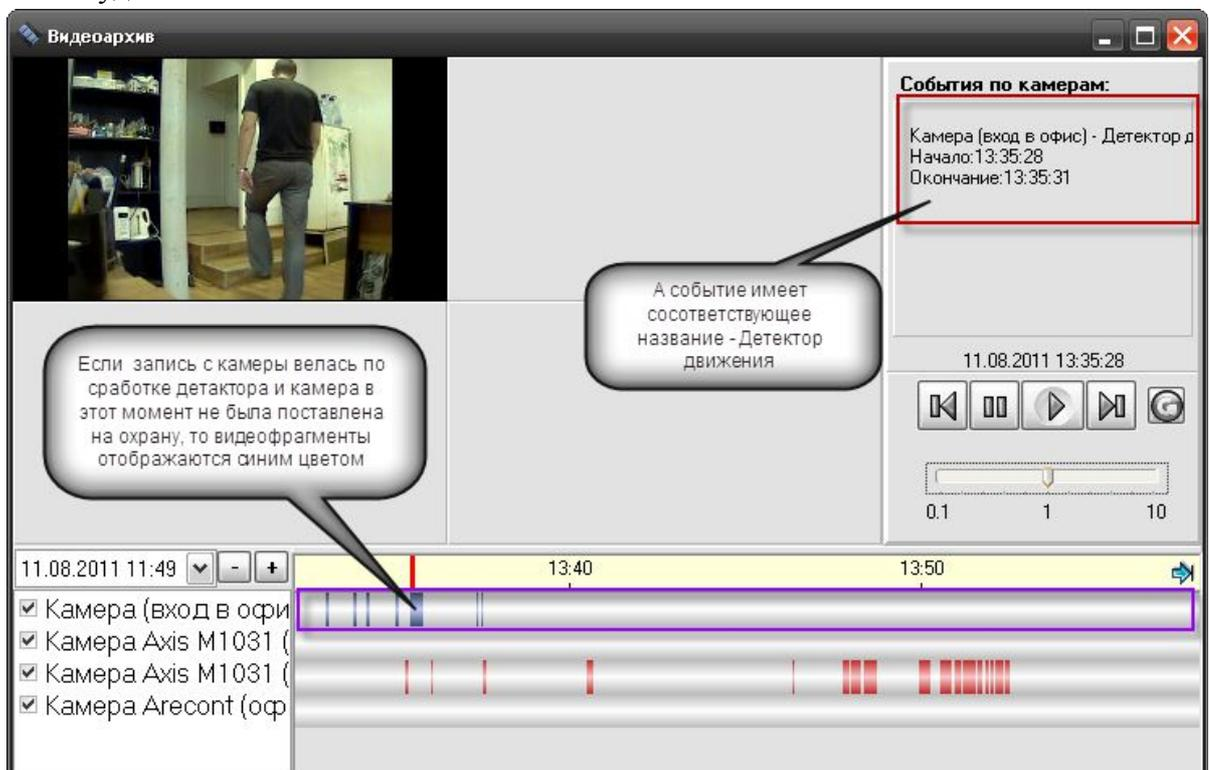 Видеоархив
События по камерам:
Камера (вход в офис) - Детектор д
Начало:13:35:28
Окончание:13:35:31
А событие имеет
сосответствующее
название - Детектор
движения
Если запись с камеры велась по
сработке детактора и камера в
этот момент не была поставлена
на охрану, то видеофрагменты
отображаются синим цветом
11.08.2011 13:35:28
0.1 1 10
11.08.2011 11:49 - +
13:40 13:50
Камера (вход в офи
Камера Axis M1031 (
Камера Axis M1031 (
Камера Arecont (оф